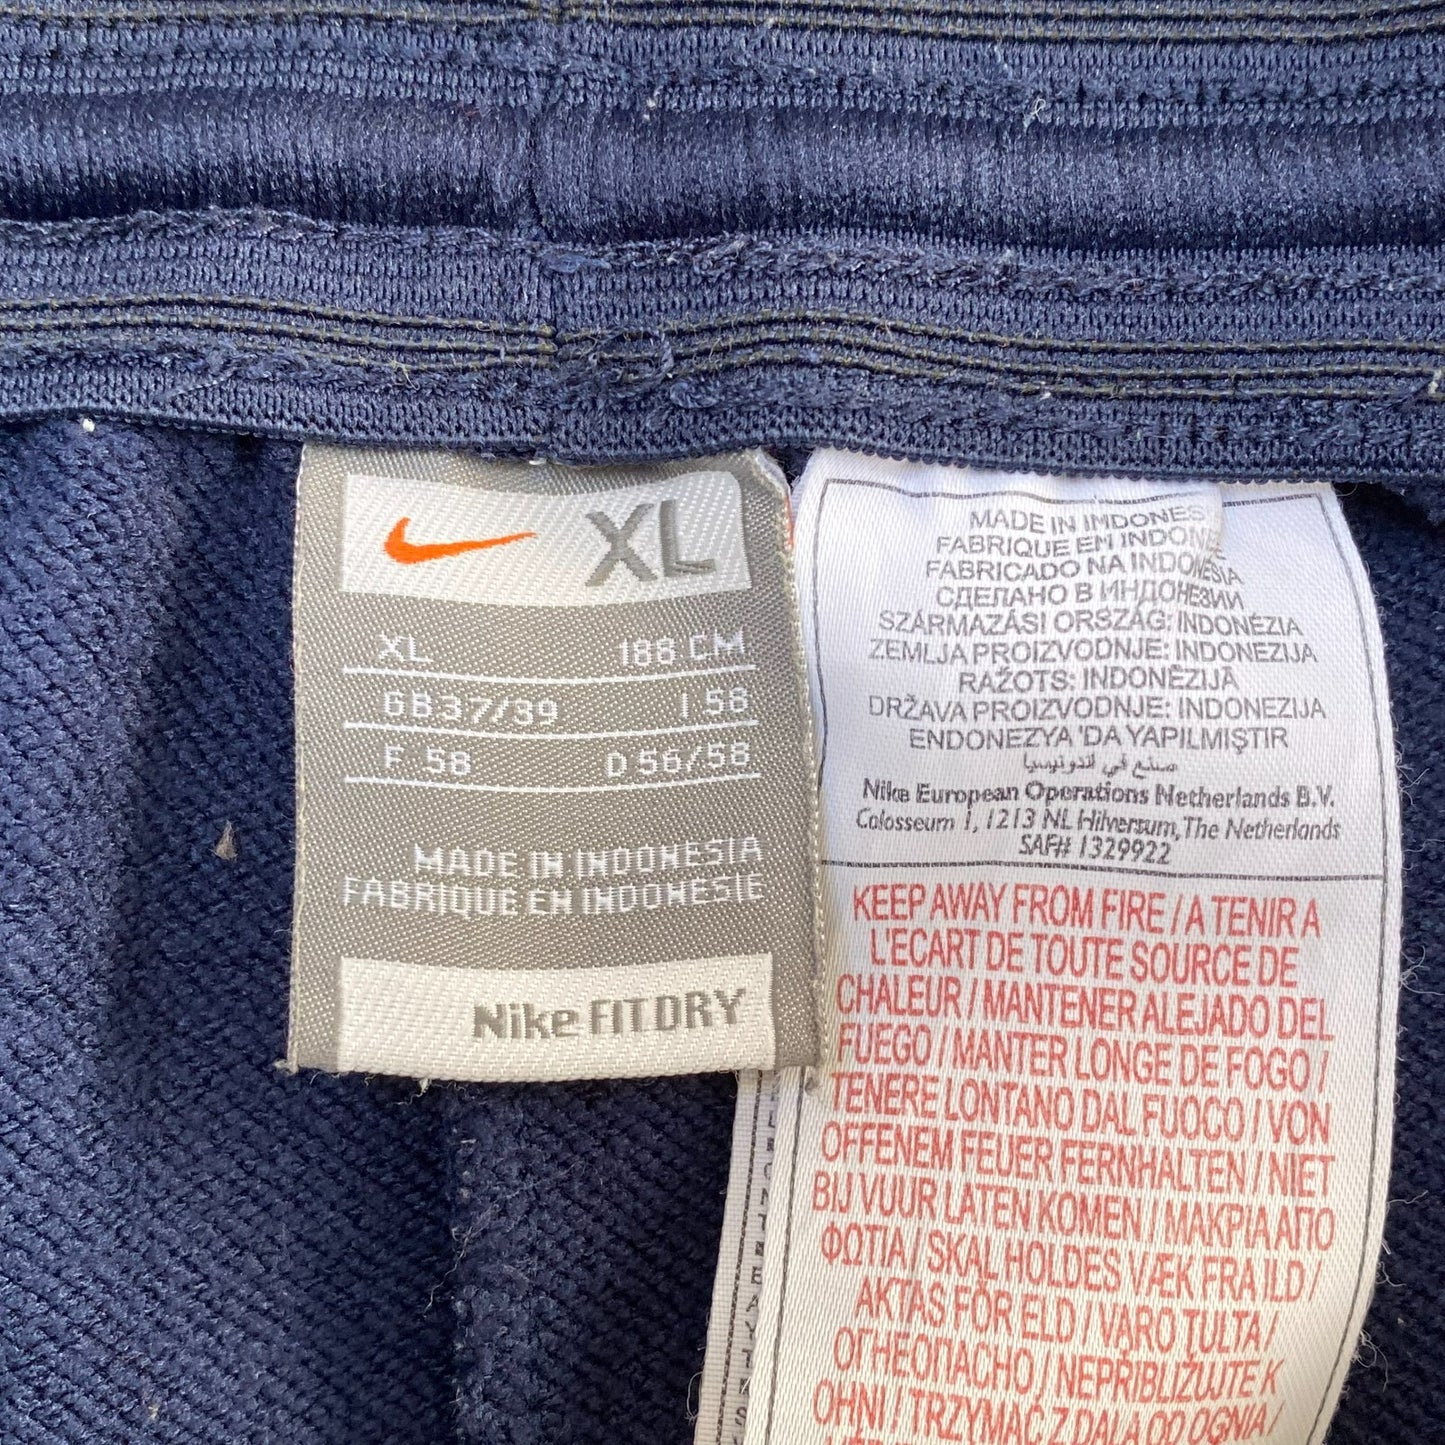 XL
XL 188 CM
GB 37/39 I 58
F 58 D 56/58
MADE IN INDONESIA
FABRIQUE EN INDONESIE
Nike FIT DRY
MADE IN INDONES
FABRIQUE EN INDONE
FABRICADO NA INDONESIA
СДЕЛАНО В ИНДОНЕЗИИ
SZÁRMAZÁSI ORSZÁG: INDONÉZIA
ZEMLJA PROIZVODNJE: INDONEZIJA
RAŽOTS: INDONĒZIJĀ
DRŽAVA PROIZVODNJE: INDONEZIJA
ENDONEZYA 'DA YAPILMIŞTIR
صنع في اندونيسيا
Nike European Operations Netherlands B.V.
Colosseum 1, 1213 NL Hilversum, The Netherlands
SAF# 1329922
KEEP AWAY FROM FIRE / A TENIR A
L'ECART DE TOUTE SOURCE DE
CHALEUR / MANTENER ALEJADO DEL
FUEGO / MANTER LONGE DE FOGO /
TENERE LONTANO DAL FUOCO / VON
OFFENEM FEUER FERNHALTEN / NIET
BIJ VUUR LATEN KOMEN / ΜΑΚΡΙΑ ΑΠΟ
ΦΩΤΙΑ / SKAL HOLDES VÆK FRA ILD /
AKTAS FÖR ELD / VARO TULTA /
ОГНЕОПАСНО / NEPŘIBLIŽUJTE K
OHNI / TRZYMAĆ Z DALA OD OGNIA /